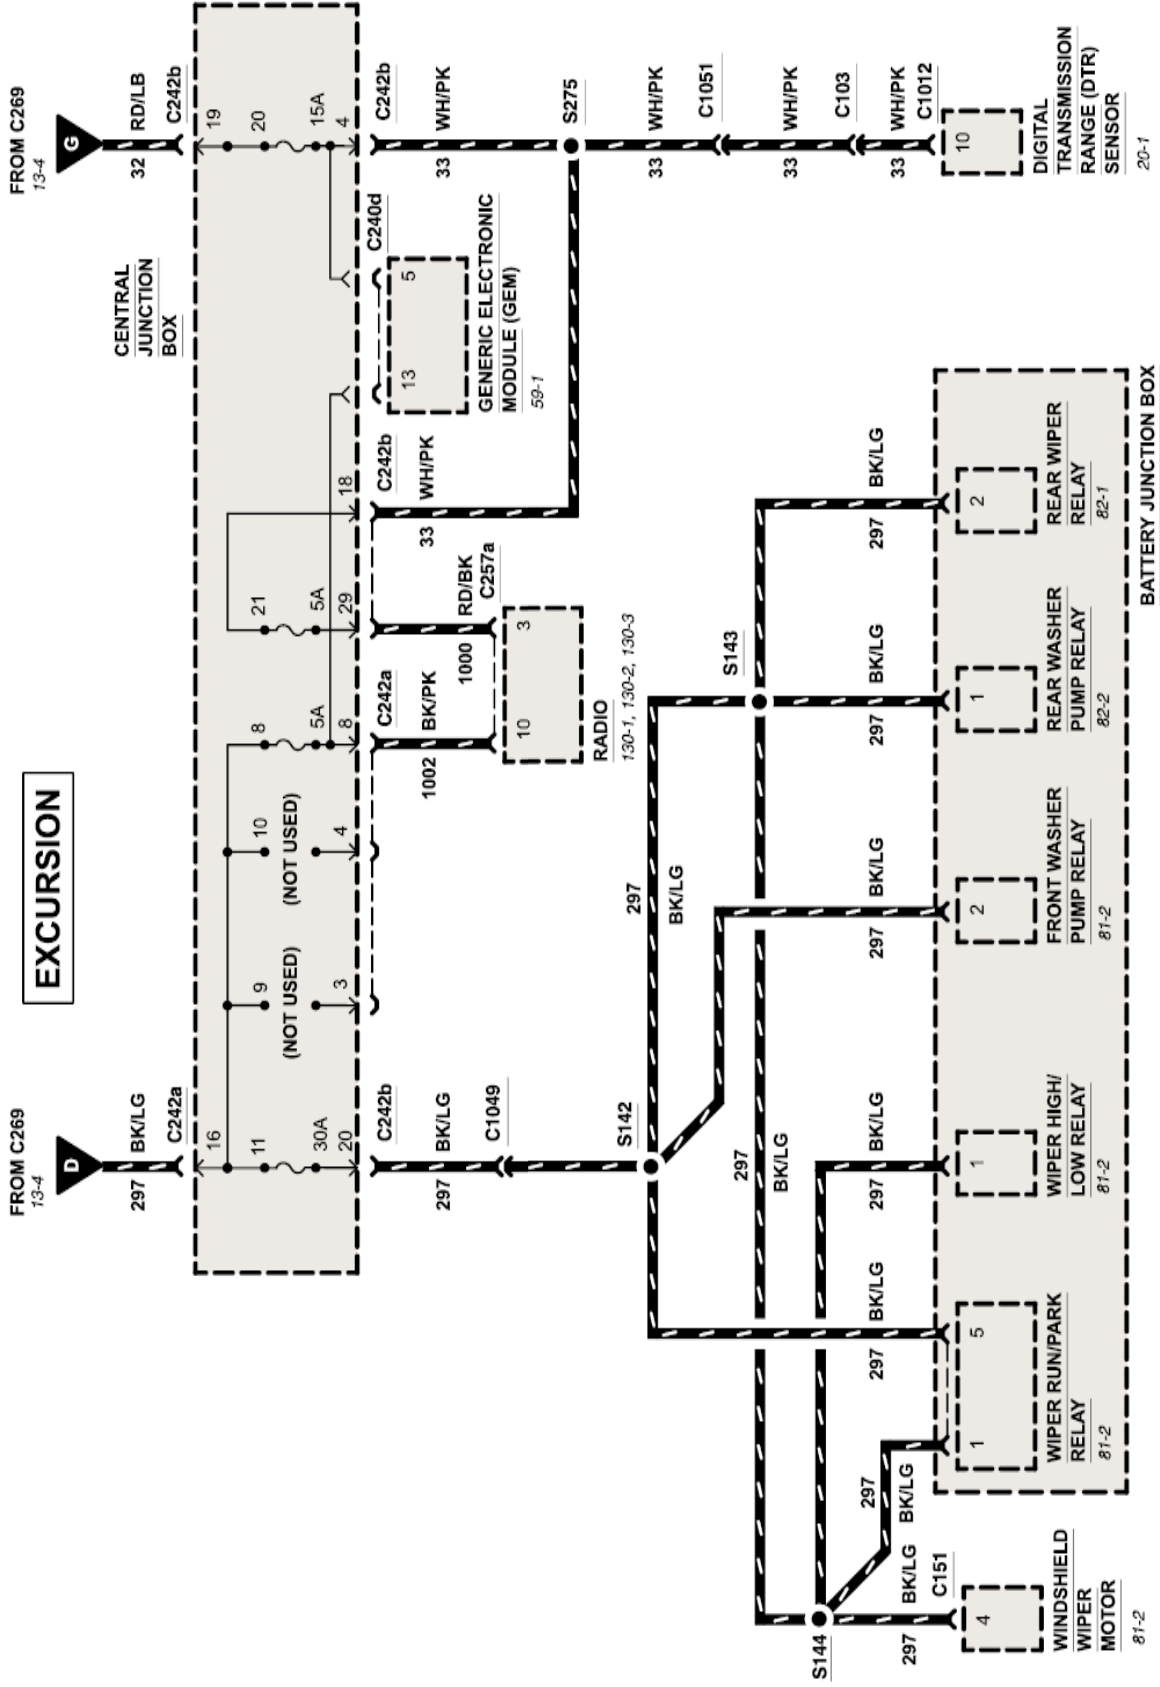 EXCURSION
FROM C269
13-4
D
297
BK/LG
C242a
FROM C269
13-4
G
32
RD/LB
C242b
CENTRAL
JUNCTION
BOX
16
11
30A
20
9
(NOT USED)
3
10
(NOT USED)
4
8
5A
8
21
5A
29
18
19
20
15A
4
C242b
297
BK/LG
C1049
C242a
1002
BK/PK
1000
RD/BK
C257a
10
3
RADIO
130-1, 130-2, 130-3
C242b
33
WH/PK
C240d
13
5
GENERIC ELECTRONIC
MODULE (GEM)
59-1
C242b
33
WH/PK
S275
33
WH/PK
C1051
33
WH/PK
C103
33
WH/PK
C1012
10
DIGITAL
TRANSMISSION
RANGE (DTR)
SENSOR
20-1
S142
297
BK/LG
S143
297
BK/LG
S144
297
BK/LG
C151
4
WINDSHIELD
WIPER
MOTOR
81-2
297
BK/LG
297
BK/LG
1
5
WIPER RUN/PARK
RELAY
81-2
297
BK/LG
1
WIPER HIGH/
LOW RELAY
81-2
297
BK/LG
2
FRONT WASHER
PUMP RELAY
81-2
297
BK/LG
1
REAR WASHER
PUMP RELAY
82-2
297
BK/LG
2
REAR WIPER
RELAY
82-1
BATTERY JUNCTION BOX